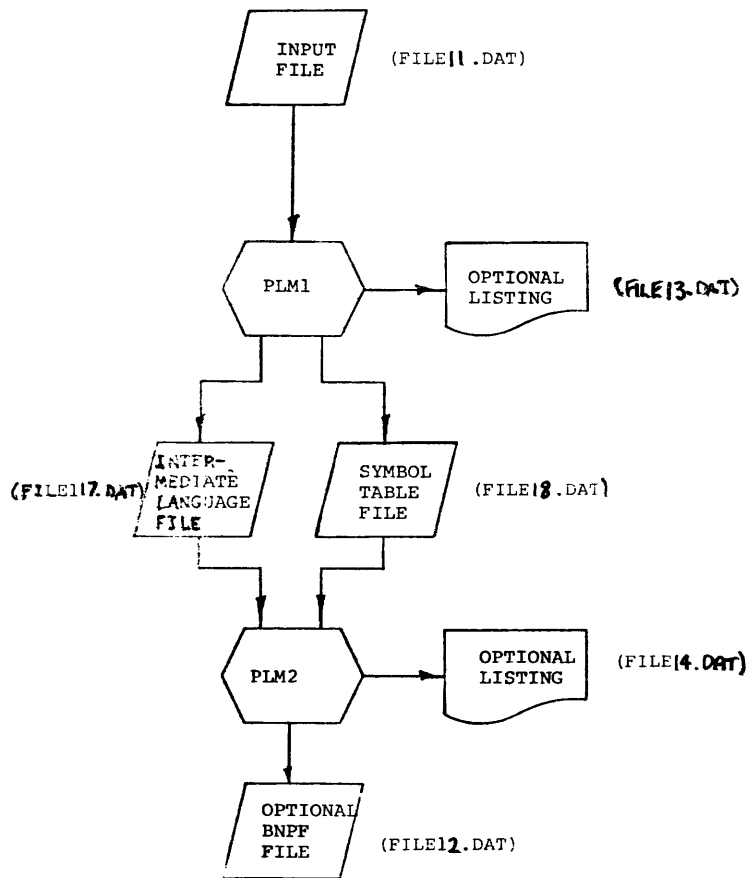 INPUT
FILE
(FILE11.DAT)
PLM1
OPTIONAL
LISTING
(FILE13.DAT)
(FILE117.DAT)
INTER-
MEDIATE
LANGUAGE
FILE
SYMBOL
TABLE
FILE
(FILE18.DAT)
PLM2
OPTIONAL
LISTING
(FILE14.DAT)
OPTIONAL
BNPF
FILE
(FILE12.DAT)